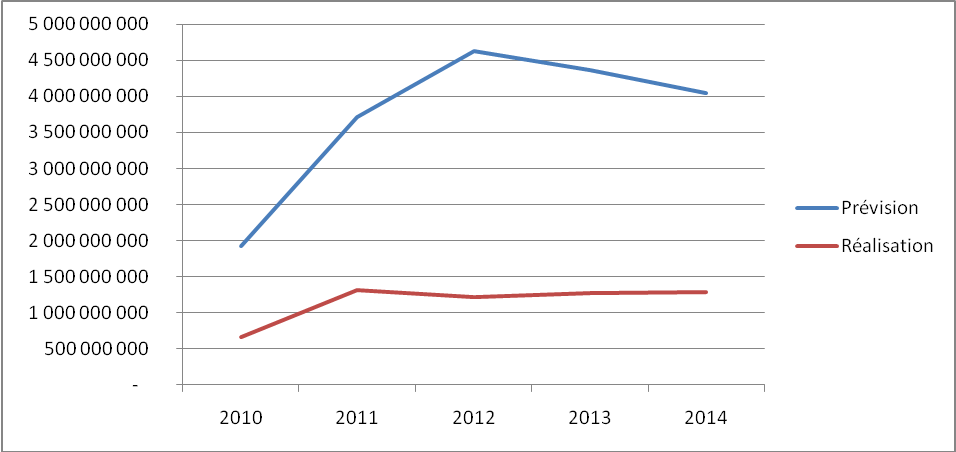 5 000 000 000
4 500 000 000
4 000 000 000
3 500 000 000
3 000 000 000
2 500 000 000
2 000 000 000
1 500 000 000
1 000 000 000
500 000 000
-
2010 2011 2012 2013 2014
Prévision
Réalisation